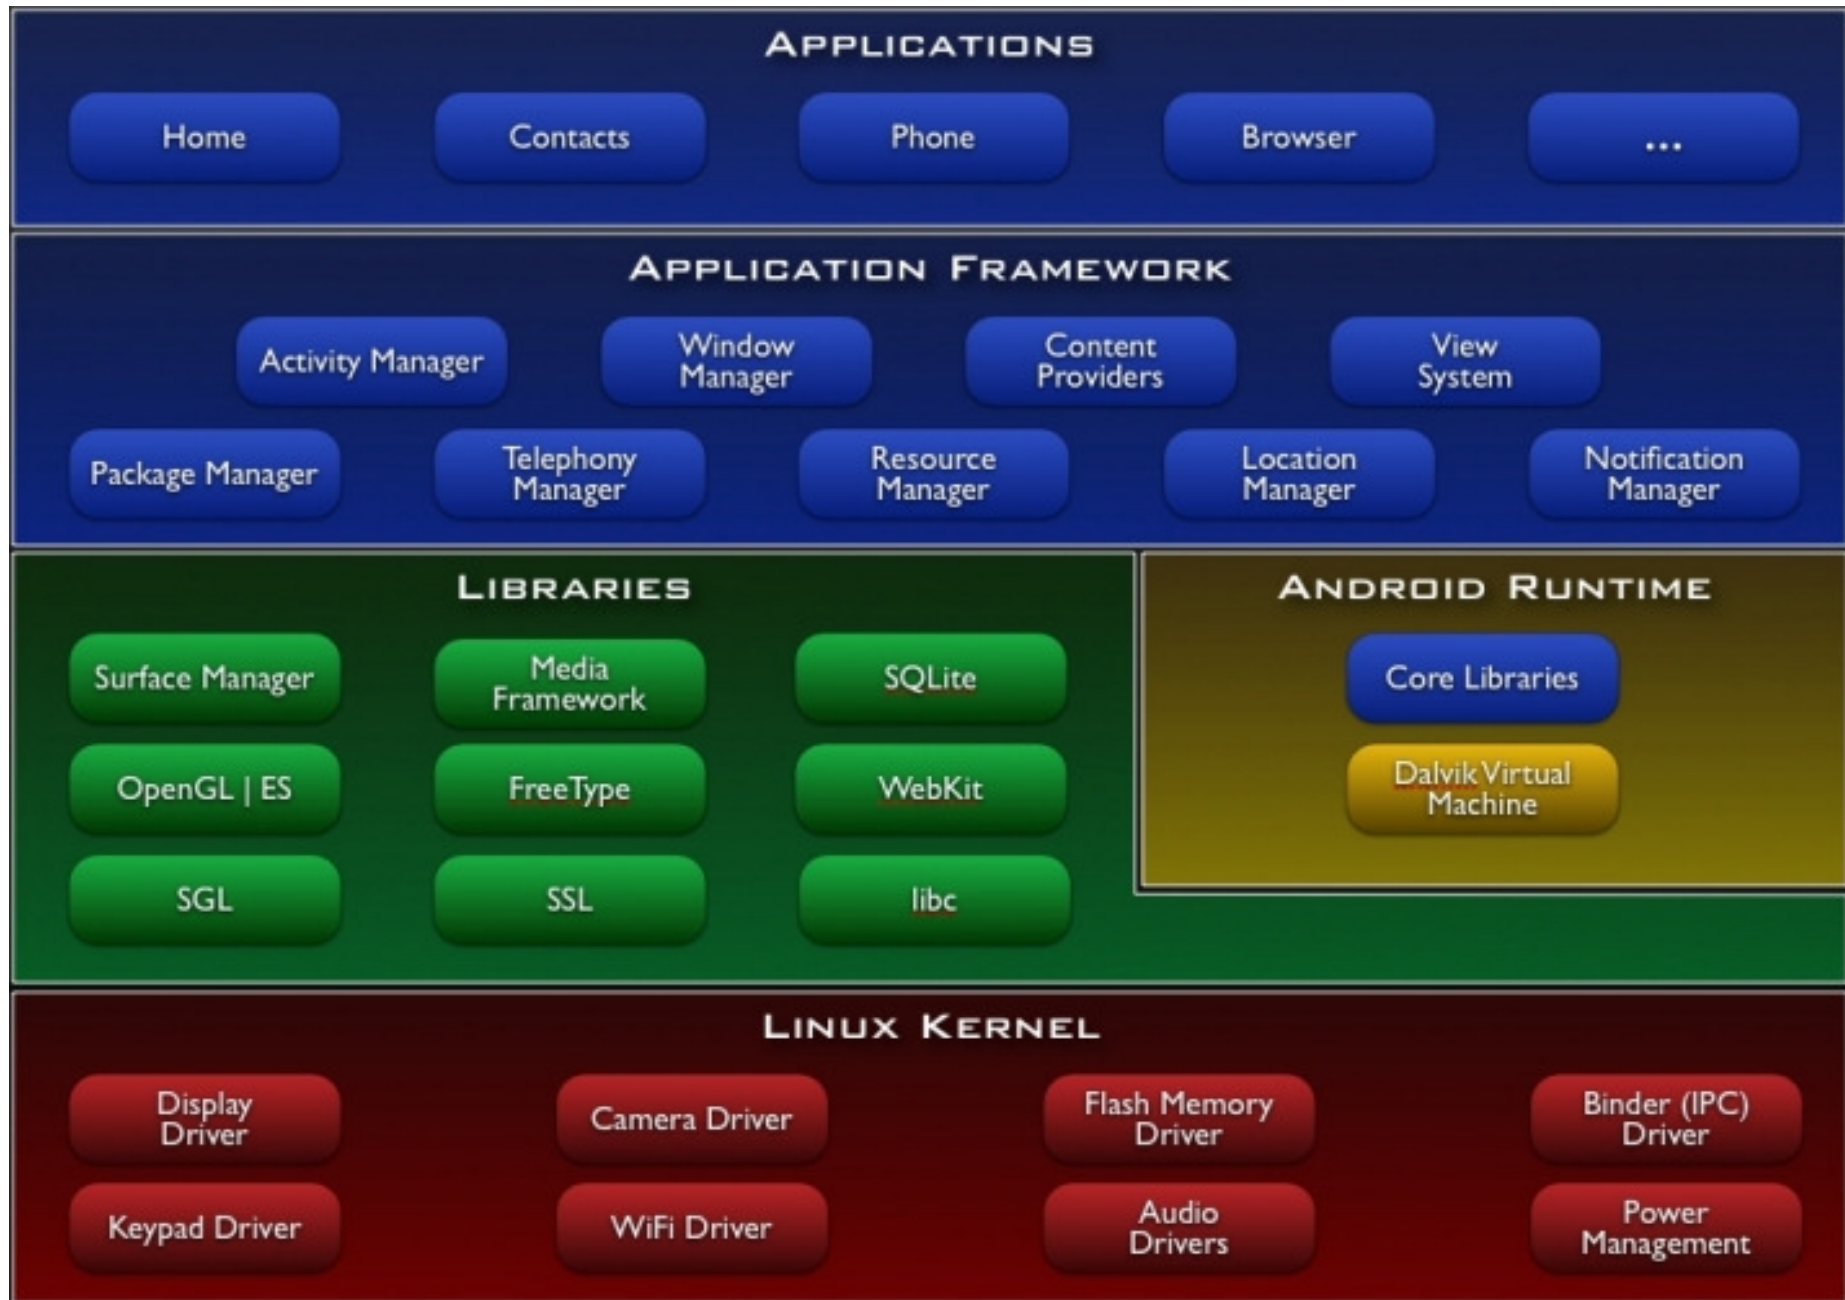 APPLICATIONS
Home
Contacts
Phone
Browser
...
APPLICATION FRAMEWORK
Activity Manager
Window
Manager
Content
Providers
View
System
Package Manager
Telephony
Manager
Resource
Manager
Location
Manager
Notification
Manager
LIBRARIES
Surface Manager
Media
Framework
SQLite
OpenGL | ES
FreeType
WebKit
SGL
SSL
libc
ANDROID RUNTIME
Core Libraries
Dalvik Virtual
Machine
LINUX KERNEL
Display
Driver
Camera Driver
Flash Memory
Driver
Binder (IPC)
Driver
Keypad Driver
WiFi Driver
Audio
Drivers
Power
Management